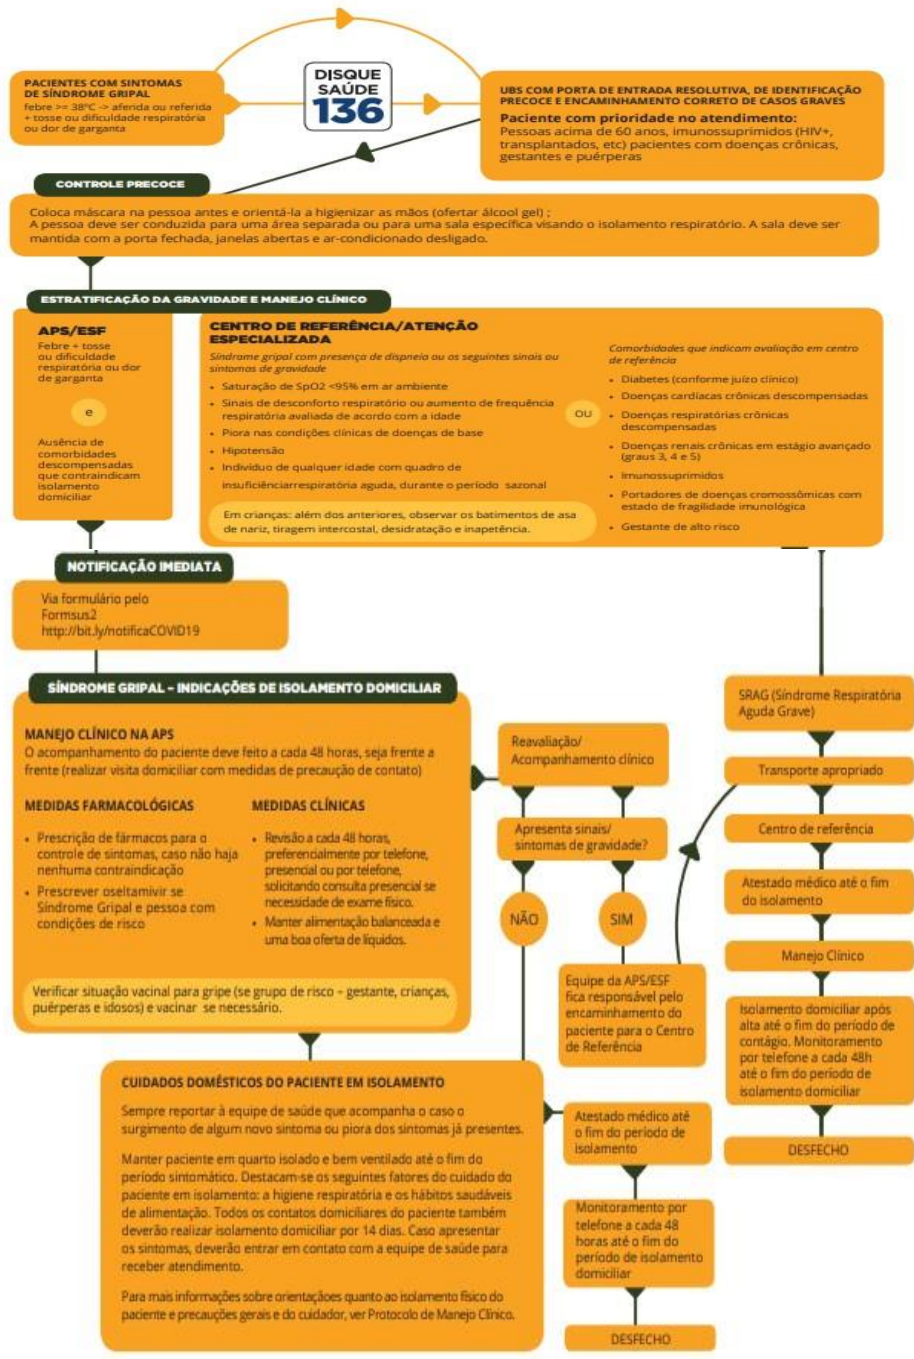 PACIENTES COM SINTOMAS
DE SÍNDROME GRIPAL
febre >= 38ºC -> aferida ou referida
+ tosse ou dificuldade respiratória
ou dor de garganta
DISQUE
SAÚDE
136
UBS COM PORTA DE ENTRADA RESOLUTIVA, DE IDENTIFICAÇÃO
PRECOCE E ENCAMINHAMENTO CORRETO DE CASOS GRAVES
Paciente com prioridade no atendimento:
Pessoas acima de 60 anos, imunossuprimidos (HIV+,
transplantados, etc) pacientes com doenças crônicas,
gestantes e puérperas
CONTROLE PRECOCE
Coloca máscara na pessoa antes e orientá-la a higienizar as mãos (ofertar álcool gel) ;
A pessoa deve ser conduzida para uma área separada ou para uma sala específica visando o isolamento respiratório. A sala deve ser
mantida com a porta fechada, janelas abertas e ar-condicionado desligado.
ESTRATIFICAÇÃO DA GRAVIDADE E MANEJO CLÍNICO
APS/ESF
Febre + tosse
ou dificuldade
respiratória ou dor
de garganta
e
Ausência de
comorbidades
descompensadas
que contraindicam
isolamento
domiciliar
CENTRO DE REFERÊNCIA/ATENÇÃO
ESPECIALIZADA
Síndrome gripal com presença de dispneia ou os seguintes sinais ou
sintomas de gravidade
• Saturação de SpO2 <95% em ar ambiente
• Sinais de desconforto respiratório ou aumento de frequência
respiratória avaliada de acordo com a idade
• Piora nas condições clínicas de doenças de base
• Hipotensão
• Indivíduo de qualquer idade com quadro de
insuficiênciarrespiratória aguda, durante o período sazonal
Em crianças: além dos anteriores, observar os batimentos de asa
de nariz, tiragem intercostal, desidratação e inapetência.
OU
Comorbidades que indicam avaliação em centro
de referência
• Diabetes (conforme juízo clínico)
• Doenças cardíacas crônicas descompensadas
• Doenças respiratórias crônicas
descompensadas
• Doenças renais crônicas em estágio avançado
(graus 3, 4 e 5)
• Imunossuprimidos
• Portadores de doenças cromossômicas com
estado de fragilidade imunológica
• Gestante de alto risco
NOTIFICAÇÃO IMEDIATA
Via formulário pelo
Formsus2
http://bit.ly/notificaCOVID19
SÍNDROME GRIPAL – INDICAÇÕES DE ISOLAMENTO DOMICILIAR
MANEJO CLÍNICO NA APS
O acompanhamento do paciente deve feito a cada 48 horas, seja frente a
frente (realizar visita domiciliar com medidas de precaução de contato)
MEDIDAS FARMACOLÓGICAS
• Prescrição de fármacos para o
controle de sintomas, caso não haja
nenhuma contraindicação
• Prescrever oseltamivir se
Síndrome Gripal e pessoa com
condições de risco
MEDIDAS CLÍNICAS
• Revisão a cada 48 horas,
preferencialmente por telefone,
presencial ou por telefone,
solicitando consulta presencial se
necessidade de exame físico.
• Manter alimentação balanceada e
uma boa oferta de líquidos.
Verificar situação vacinal para gripe (se grupo de risco – gestante, crianças,
puérperas e idosos) e vacinar se necessário.
Reavaliação/
Acompanhamento clínico
Apresenta sinais/
sintomas de gravidade?
NÃO
SIM
Equipe da APS/ESF
fica responsável pelo
encaminhamento do
paciente para o Centro
de Referência
SRAG (Síndrome Respiratória
Aguda Grave)
Transporte apropriado
Centro de referência
Atestado médico até o fim
do isolamento
Manejo Clínico
Isolamento domiciliar após
alta até o fim do período de
contágio. Monitoramento
por telefone a cada 48h
até o fim do período de
isolamento domiciliar
DESFECHO
CUIDADOS DOMÉSTICOS DO PACIENTE EM ISOLAMENTO
Sempre reportar à equipe de saúde que acompanha o caso o
surgimento de algum novo sintoma ou piora dos sintomas já presentes.
Manter paciente em quarto isolado e bem ventilado até o fim do
período sintomático. Destacam-se os seguintes fatores do cuidado do
paciente em isolamento: a higiene respiratória e os hábitos saudáveis
de alimentação. Todos os contatos domiciliares do paciente também
deverão realizar isolamento domiciliar por 14 dias. Caso apresentar
os sintomas, deverão entrar em contato com a equipe de saúde para
receber atendimento.
Para mais informações sobre orientaçãoes quanto ao isolamento físico do
paciente e precauções gerais e do cuidador, ver Protocolo de Manejo Clínico.
Atestado médico até
o fim do período de
isolamento
Monitoramento por
telefone a cada 48
horas até o fim do
período de isolamento
domiciliar
DESFECHO